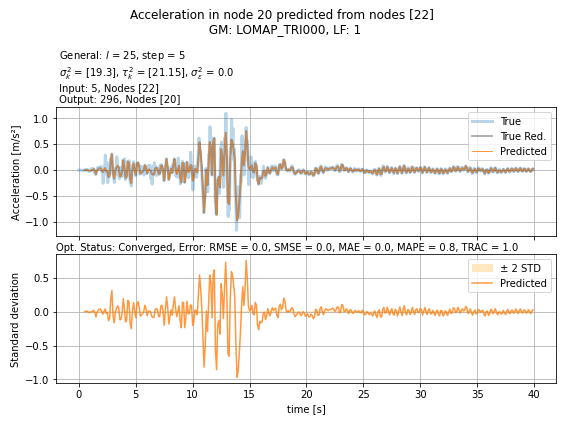 Acceleration in node 20 predicted from nodes [22]
GM: LOMAP_TRI000, LF: 1
General: l = 25, step = 5
σ²ₖ = [19.3], τ²ₖ = [21.15], σ²ε = 0.0
Input: 5, Nodes [22]
Output: 296, Nodes [20]
Acceleration [m/s²]
1.0
0.5
0.0
−0.5
−1.0
True
True Red.
Predicted
Opt. Status: Converged, Error: RMSE = 0.0, SMSE = 0.0, MAE = 0.0, MAPE = 0.8, TRAC = 1.0
Standard deviation
0.5
0.0
−0.5
−1.0
± 2 STD
Predicted
0 5 10 15 20 25 30 35 40
time [s]